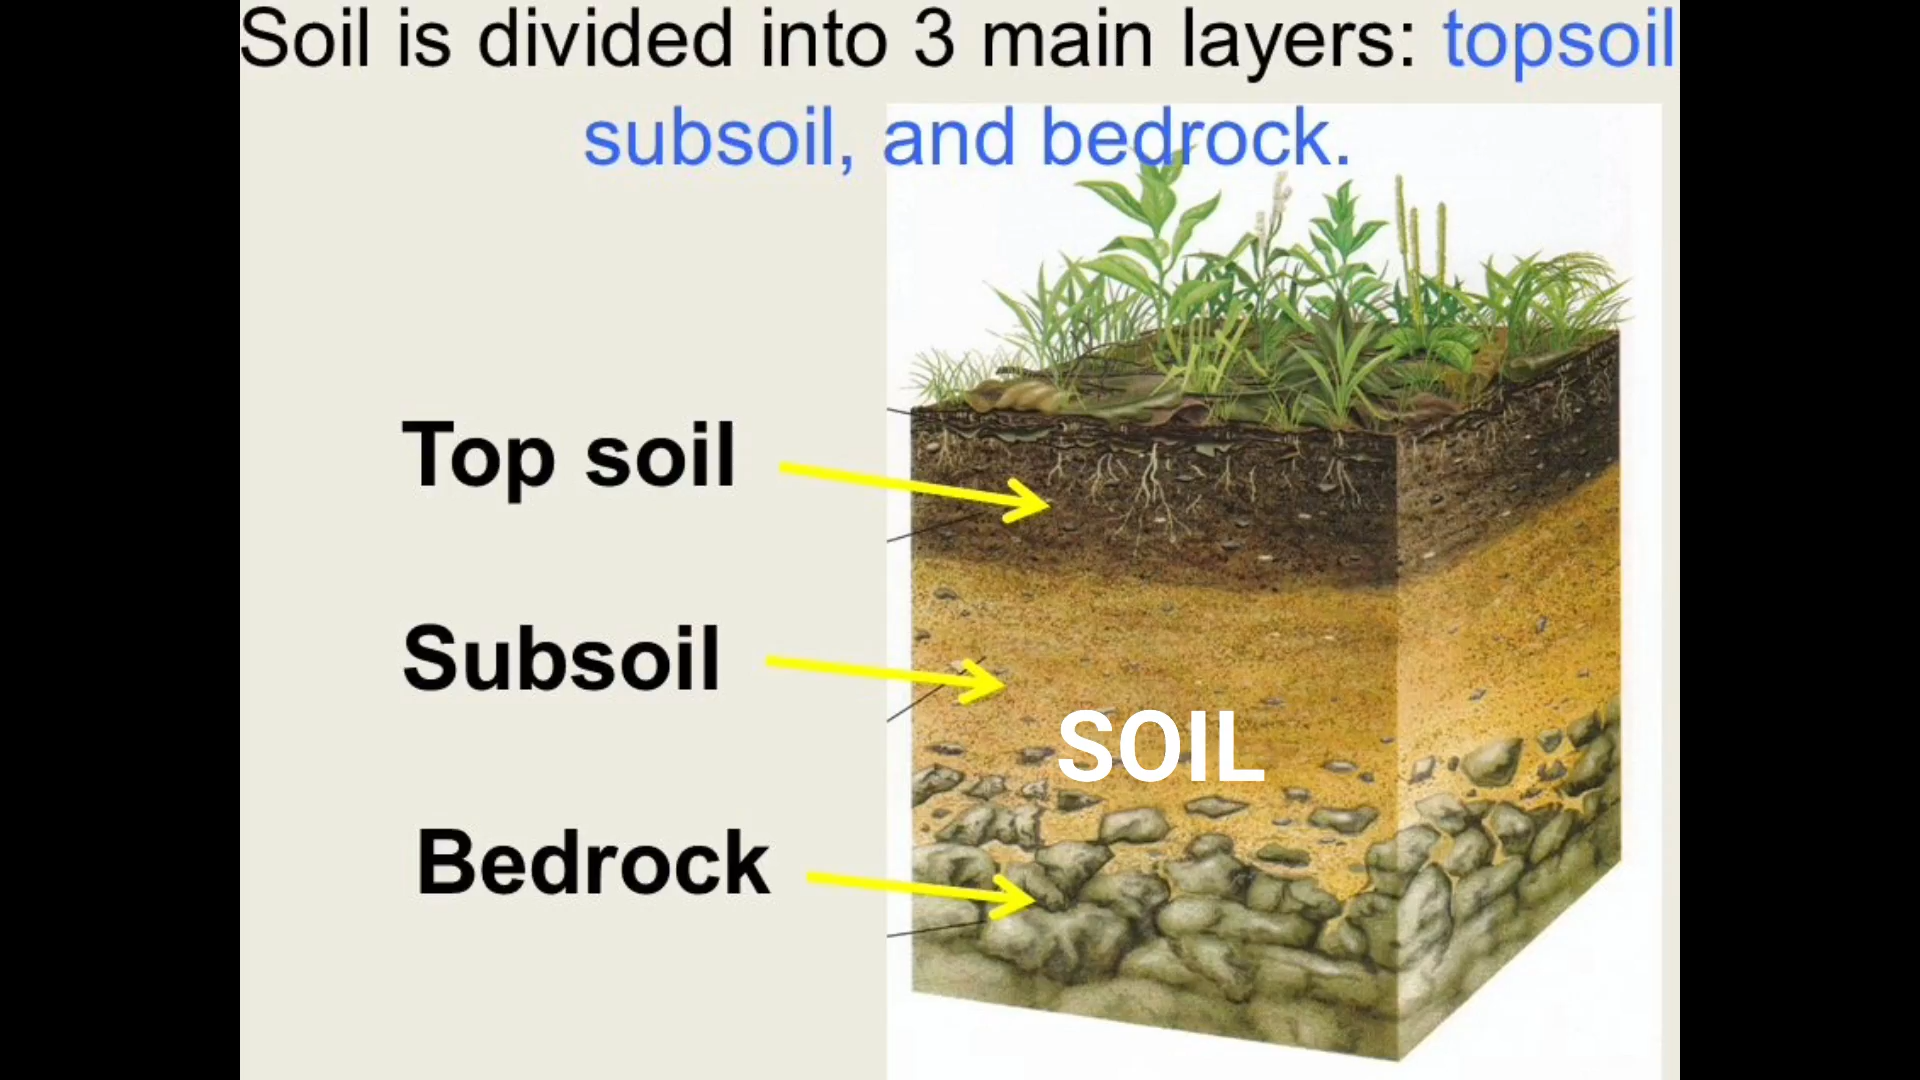 Soil is divided into 3 main layers: topsoil
subsoil, and bedrock.
Top soil
Subsoil
SOIL
Bedrock